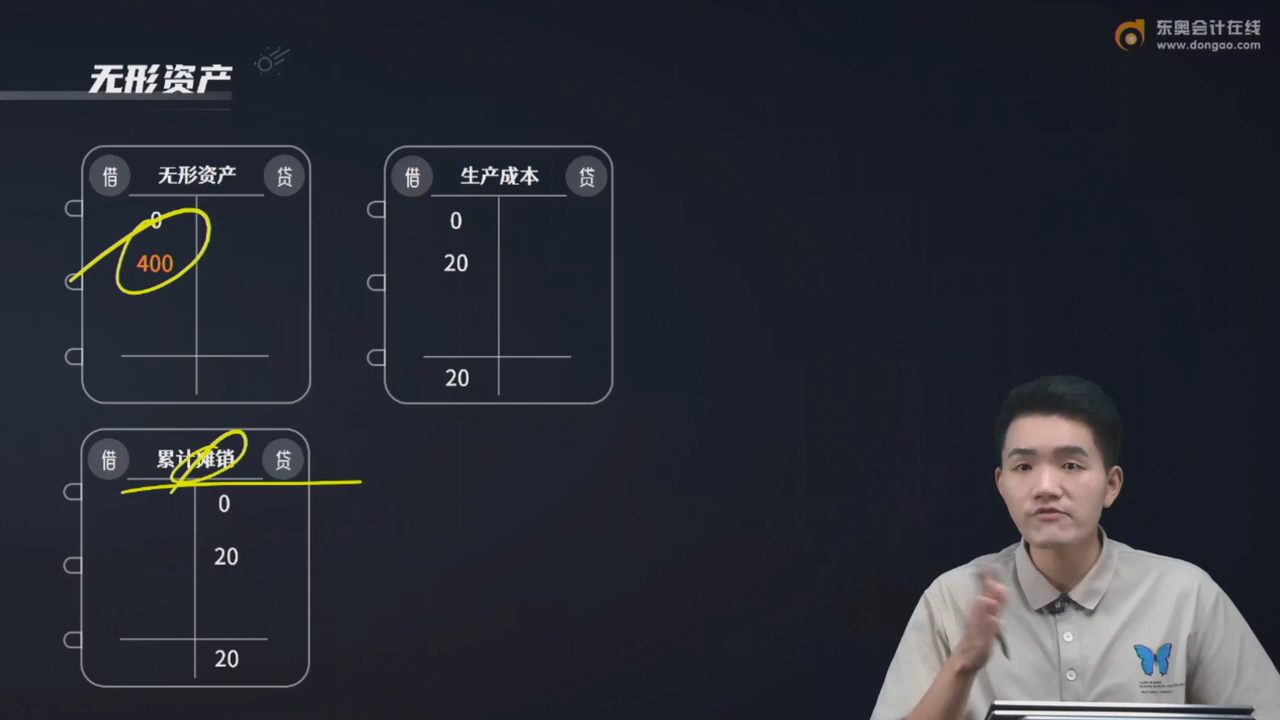 东奥会计在线
www.dongao.com
无形资产
借 无形资产 贷
0
400
借 生产成本 贷
0
20
20
借 累计摊销 贷
0
20
20